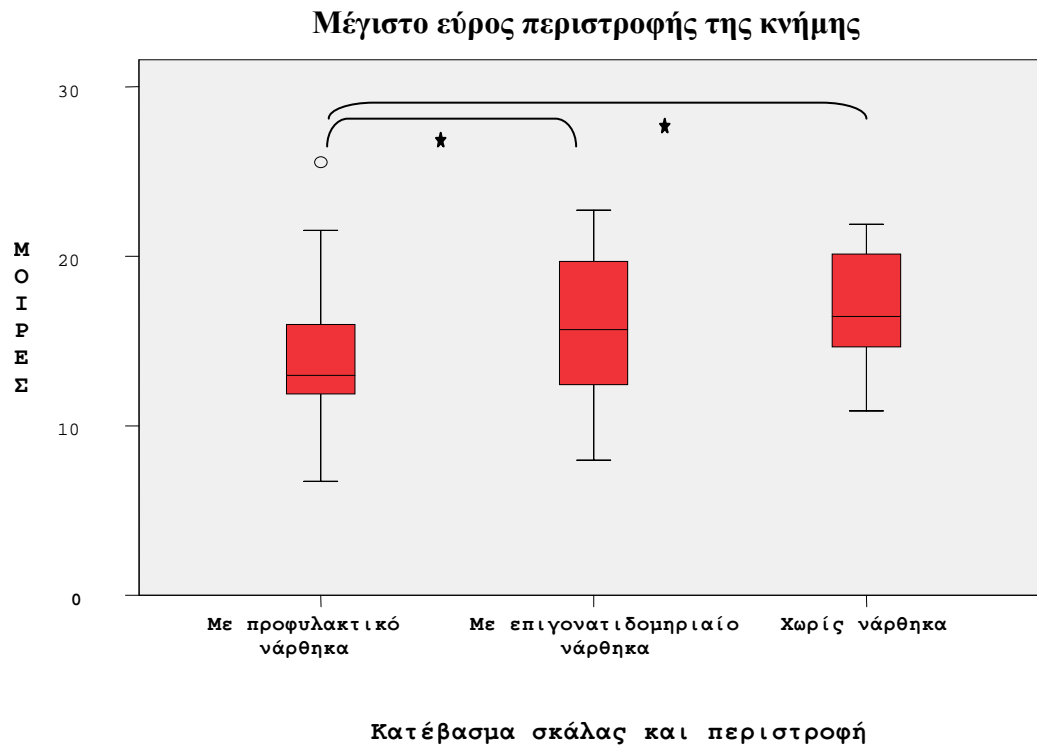 Μέγιστο εύρος περιστροφής της κνήμης
30
20
10
0
ΜΟΙΡΕΣ
Με προφυλακτικό
νάρθηκα
Με επιγονατιδομηριαίο
νάρθηκα
Χωρίς νάρθηκα
Κατέβασμα σκάλας και περιστροφή